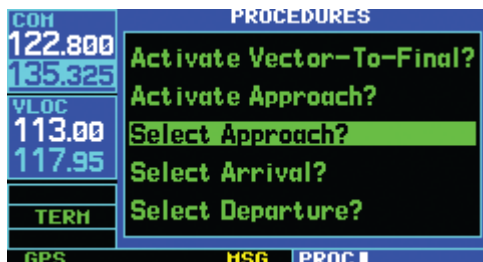 COM
122.800
135.325
VLOC
113.00
117.95
TERM
GPS
PROCEDURES
Activate Vector-To-Final?
Activate Approach?
Select Approach?
Select Arrival?
Select Departure?
MSG
PROC